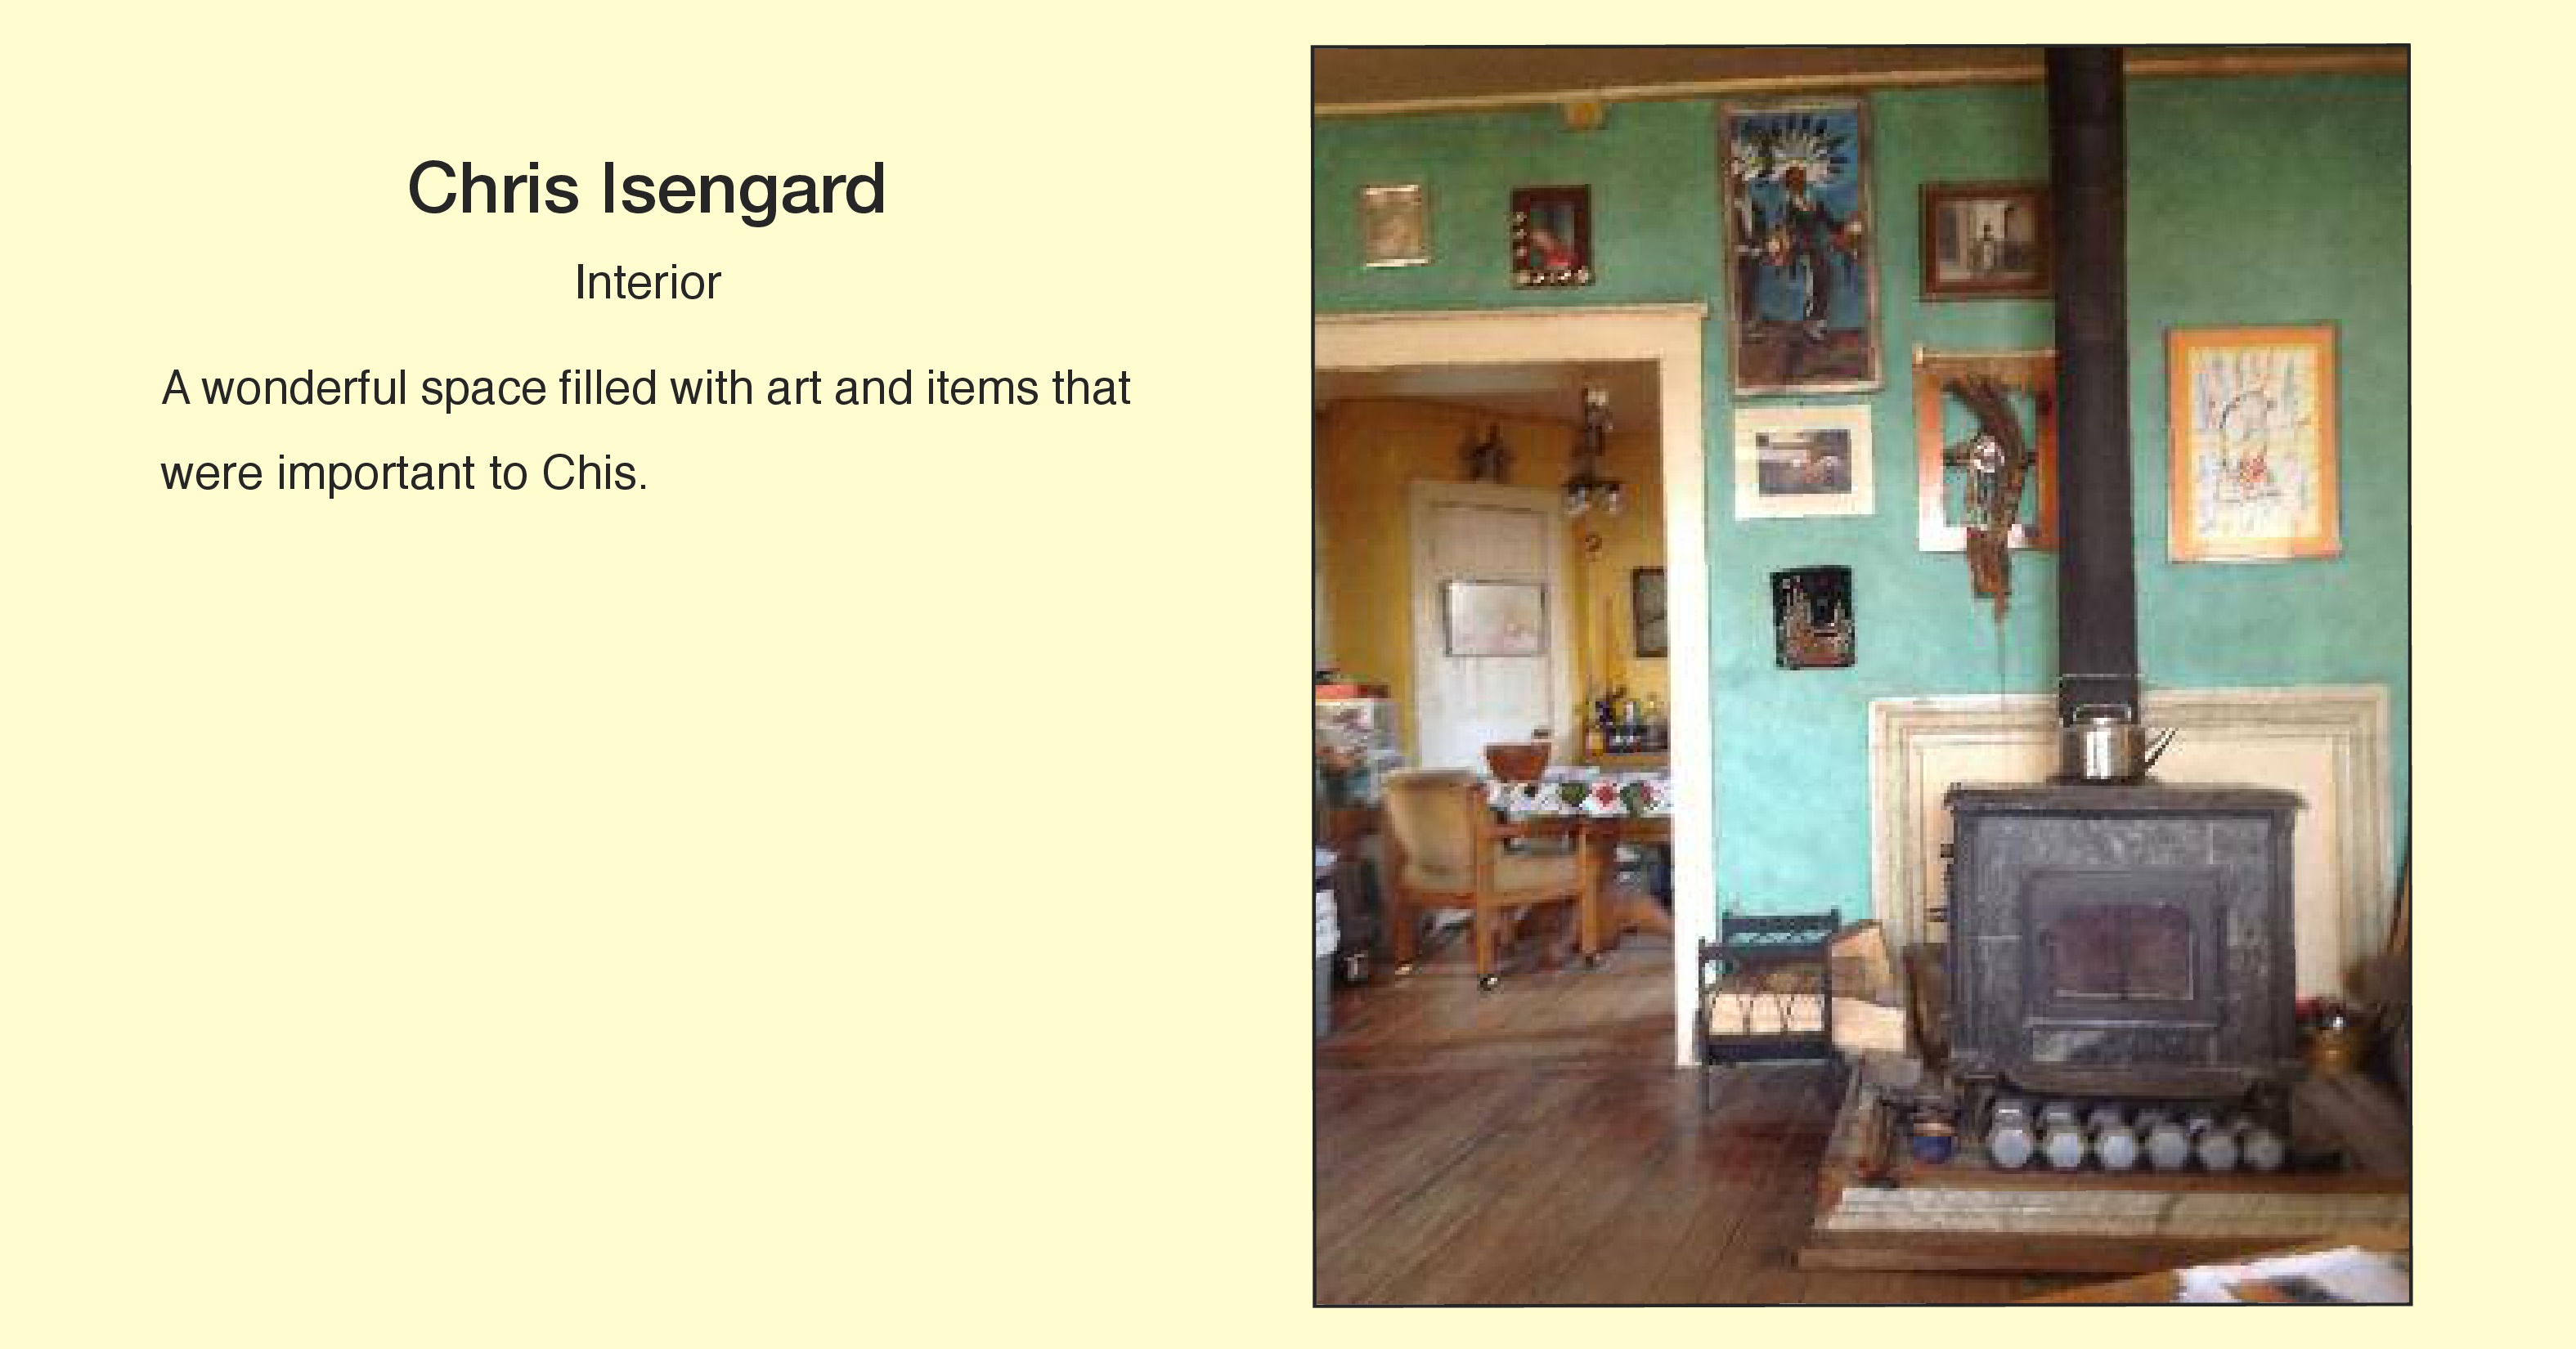 Chris Isengard
Interior
A wonderful space filled with art and items that
were important to Chis.